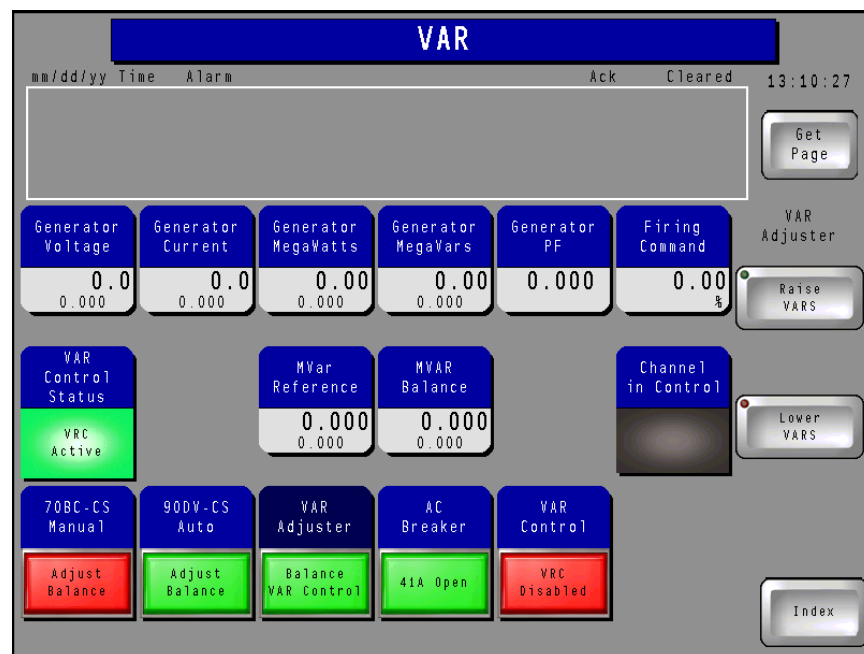 VAR
mm/dd/yy Time Alarm Ack Cleared
13:10:27
Get
Page
Generator
Voltage
0.0
0.000
Generator
Current
0.0
0.000
Generator
MegaWatts
0.00
0.000
Generator
MegaVars
0.00
0.000
Generator
PF
0.000
Firing
Command
0.00
%
VAR
Adjuster
Raise
VARS
VAR
Control
Status
VRC
Active
MVar
Reference
0.000
0.000
MVAR
Balance
0.000
0.000
Channel
in Control
Lower
VARS
70BC-CS
Manual
Adjust
Balance
90DV-CS
Auto
Adjust
Balance
VAR
Adjuster
Balance
VAR Control
AC
Breaker
41A Open
VAR
Control
VRC
Disabled
Index